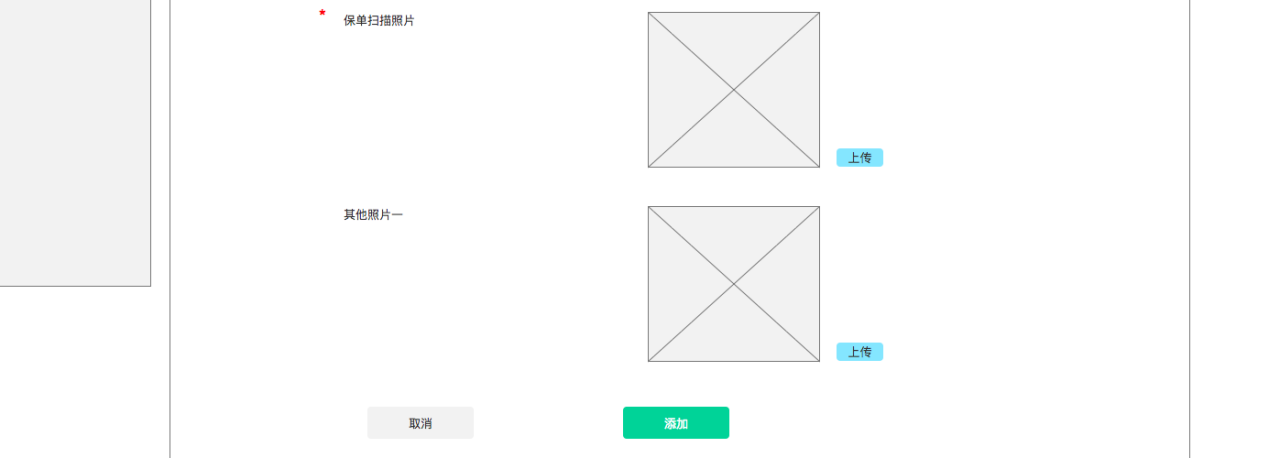 * 保单扫描照片
上传
其他照片一
上传
取消 添加